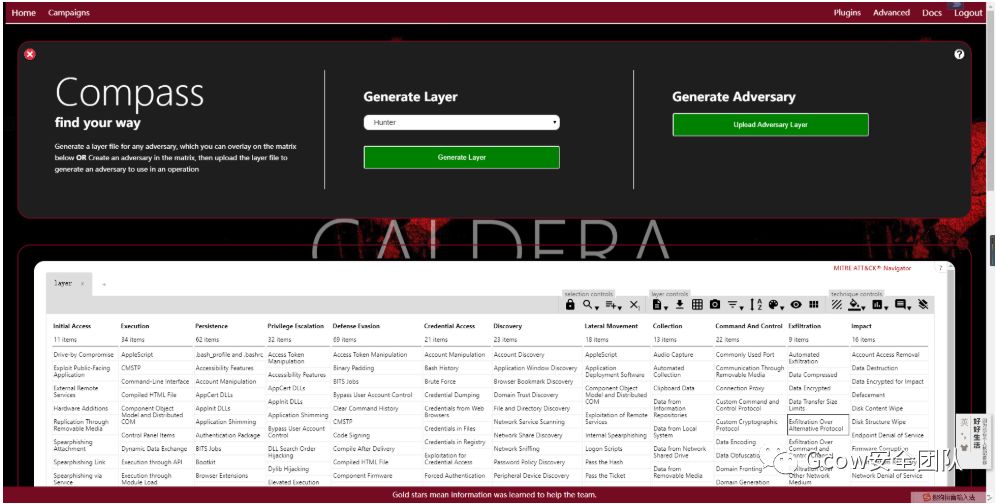 Home Campaigns Plugins Advanced Docs Logout
Compass
find your way
Generate a layer file for any adversary, which you can overlay on the matrix
below OR Create an adversary in the matrix, then upload the layer file to
generate an adversary to use in an operation
Generate Layer
Hunter
Generate Layer
Generate Adversary
Upload Adversary Layer
?
CALDERA
MITRE ATT&CK® Navigator
?
layer x +
selection controls layer controls technique controls
Initial Access
11 items
Drive-by Compromise
Exploit Public-Facing
Application
External Remote
Services
Hardware Additions
Replication Through
Removable Media
Spearphishing
Attachment
Spearphishing Link
Spearphishing via
Service
Execution
34 items
AppleScript
CMSTP
Command-Line Interface
Compiled HTML File
Component Object
Model and Distributed
COM
Control Panel Items
Dynamic Data Exchange
Execution through API
Execution through
Module Load
Persistence
62 items
.bash_profile and .bashrc
Accessibility Features
Account Manipulation
AppCert DLLs
AppInit DLLs
Application Shimming
Authentication Package
BITS Jobs
Bootkit
Browser Extensions
Component Firmware
Privilege Escalation
32 items
Access Token
Manipulation
Accessibility Features
AppCert DLLs
AppInit DLLs
Application Shimming
Bypass User Account
Control
DLL Search Order
Hijacking
Dylib Hijacking
Elevated Execution
Defense Evasion
69 items
Access Token Manipulation
Binary Padding
BITS Jobs
Bypass User Account Control
Clear Command History
CMSTP
Code Signing
Compile After Delivery
Compiled HTML File
Component Firmware
Credential Access
21 items
Account Manipulation
Bash History
Brute Force
Credential Dumping
Credentials from Web
Browsers
Credentials in Files
Credentials in Registry
Exploitation for
Credential Access
Forced Authentication
Discovery
23 items
Account Discovery
Application Window Discovery
Browser Bookmark Discovery
Domain Trust Discovery
File and Directory Discovery
Network Service Scanning
Network Share Discovery
Network Sniffing
Password Policy Discovery
Peripheral Device Discovery
Lateral Movement
18 items
AppleScript
Application
Deployment Software
Component Object
Model and Distributed
COM
Exploitation of Remote
Services
Internal Spearphishing
Logon Scripts
Pass the Hash
Pass the Ticket
Collection
13 items
Audio Capture
Automated
Collection
Clipboard Data
Data from
Information
Repositories
Data from Local
System
Data from Network
Shared Drive
Data from
Removable Media
Command And Control
22 items
Commonly Used Port
Communication Through
Removable Media
Connection Proxy
Custom Command and
Control Protocol
Custom Cryptographic
Protocol
Data Encoding
Data Obfuscation
Domain Fronting
Domain Generation
Exfiltration
9 items
Automated
Exfiltration
Data Compressed
Data Encrypted
Data Transfer Size
Limits
Exfiltration Over
Alternative Protocol
Exfiltration Over
Command and
Exfiltration Over
Other Network
Medium
Impact
16 items
Account Access Removal
Data Destruction
Data Encrypted for Impact
Defacement
Disk Content Wipe
Disk Structure Wipe
Endpoint Denial of Service
Firmware Corruption
Grow安全团队
英
好好生活
Gold stars mean information was learned to help the team.